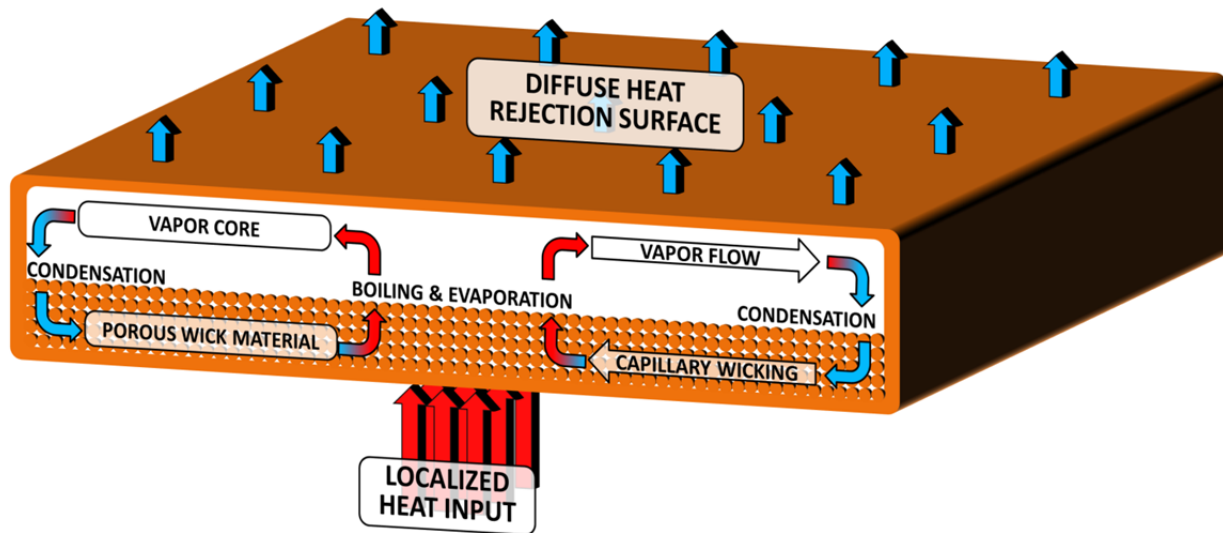 DIFFUSE HEAT
REJECTION SURFACE
VAPOR CORE
VAPOR FLOW
CONDENSATION
BOILING & EVAPORATION
CONDENSATION
POROUS WICK MATERIAL
CAPILLARY WICKING
LOCALIZED
HEAT INPUT